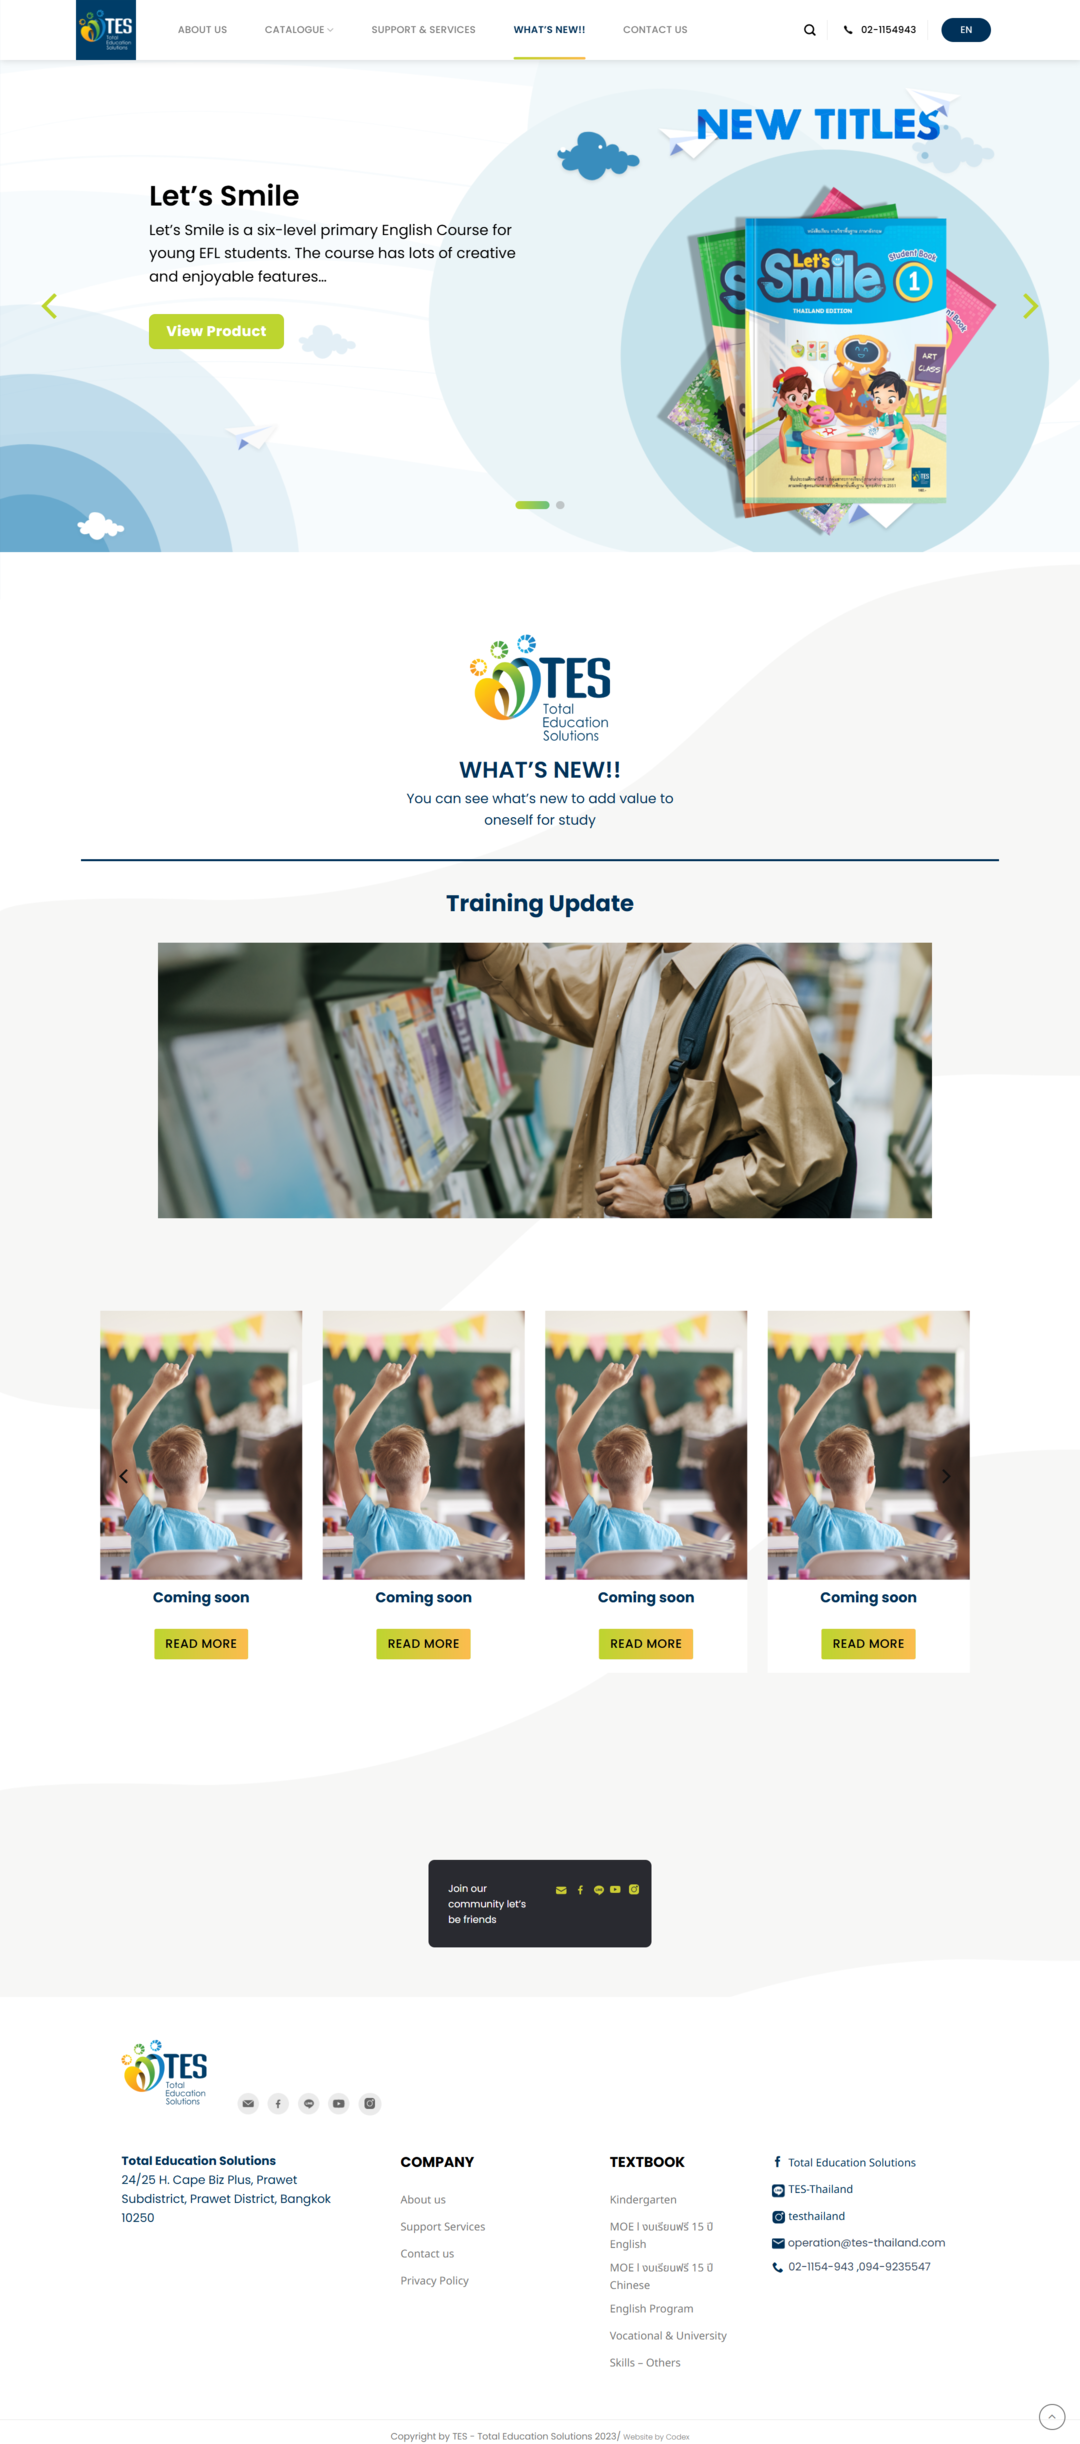 TES
Total
Education
Solutions
ABOUT US
CATALOGUE
SUPPORT & SERVICES
WHAT'S NEW!!
CONTACT US
02-1154943
EN
NEW TITLES
Let's Smile
Let's Smile is a six-level primary English Course for
young EFL students. The course has lots of creative
and enjoyable features...
View Product
Let's
Smile
Student Book
1
THAILAND EDITION
ART
CLASS
TES
Total
Education
Solutions
WHAT'S NEW!!
You can see what's new to add value to
oneself for study
Training Update
Coming soon
READ MORE
Coming soon
READ MORE
Coming soon
READ MORE
Coming soon
READ MORE
Join our
community let's
be friends
TES
Total
Education
Solutions
Total Education Solutions
24/25 H. Cape Biz Plus, Prawet
Subdistrict, Prawet District, Bangkok
10250
COMPANY
About us
Support Services
Contact us
Privacy Policy
TEXTBOOK
Kindergarten
MOE l งบเรียนฟรี 15 ปี
English
MOE l งบเรียนฟรี 15 ปี
Chinese
English Program
Vocational & University
Skills – Others
Total Education Solutions
TES-Thailand
testhailand
operation@tes-thailand.com
02-1154-943 ,094-9235547
Copyright by TES - Total Education Solutions 2023/ Website by Codex